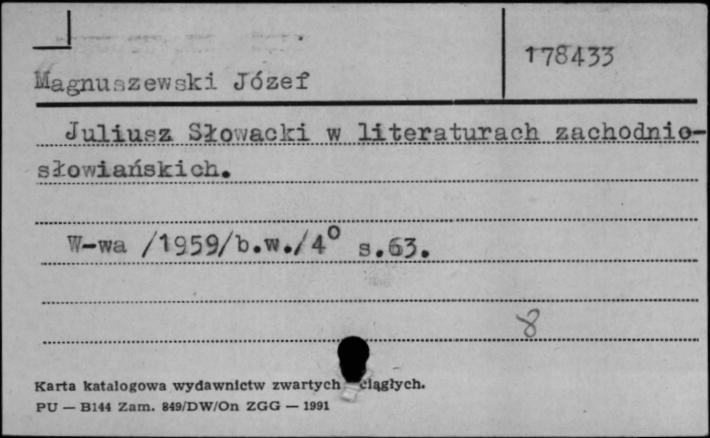 178433
Magnuszewski Józef
Juliusz Słowacki w literaturach zachodnio-
słowiańskich.
W-wa /1959/b.w./4° s.63.
8
Karta katalogowa wydawnictw zwartych ciągłych.
PU — B144 Zam. 849/DW/On ZGG — 1991